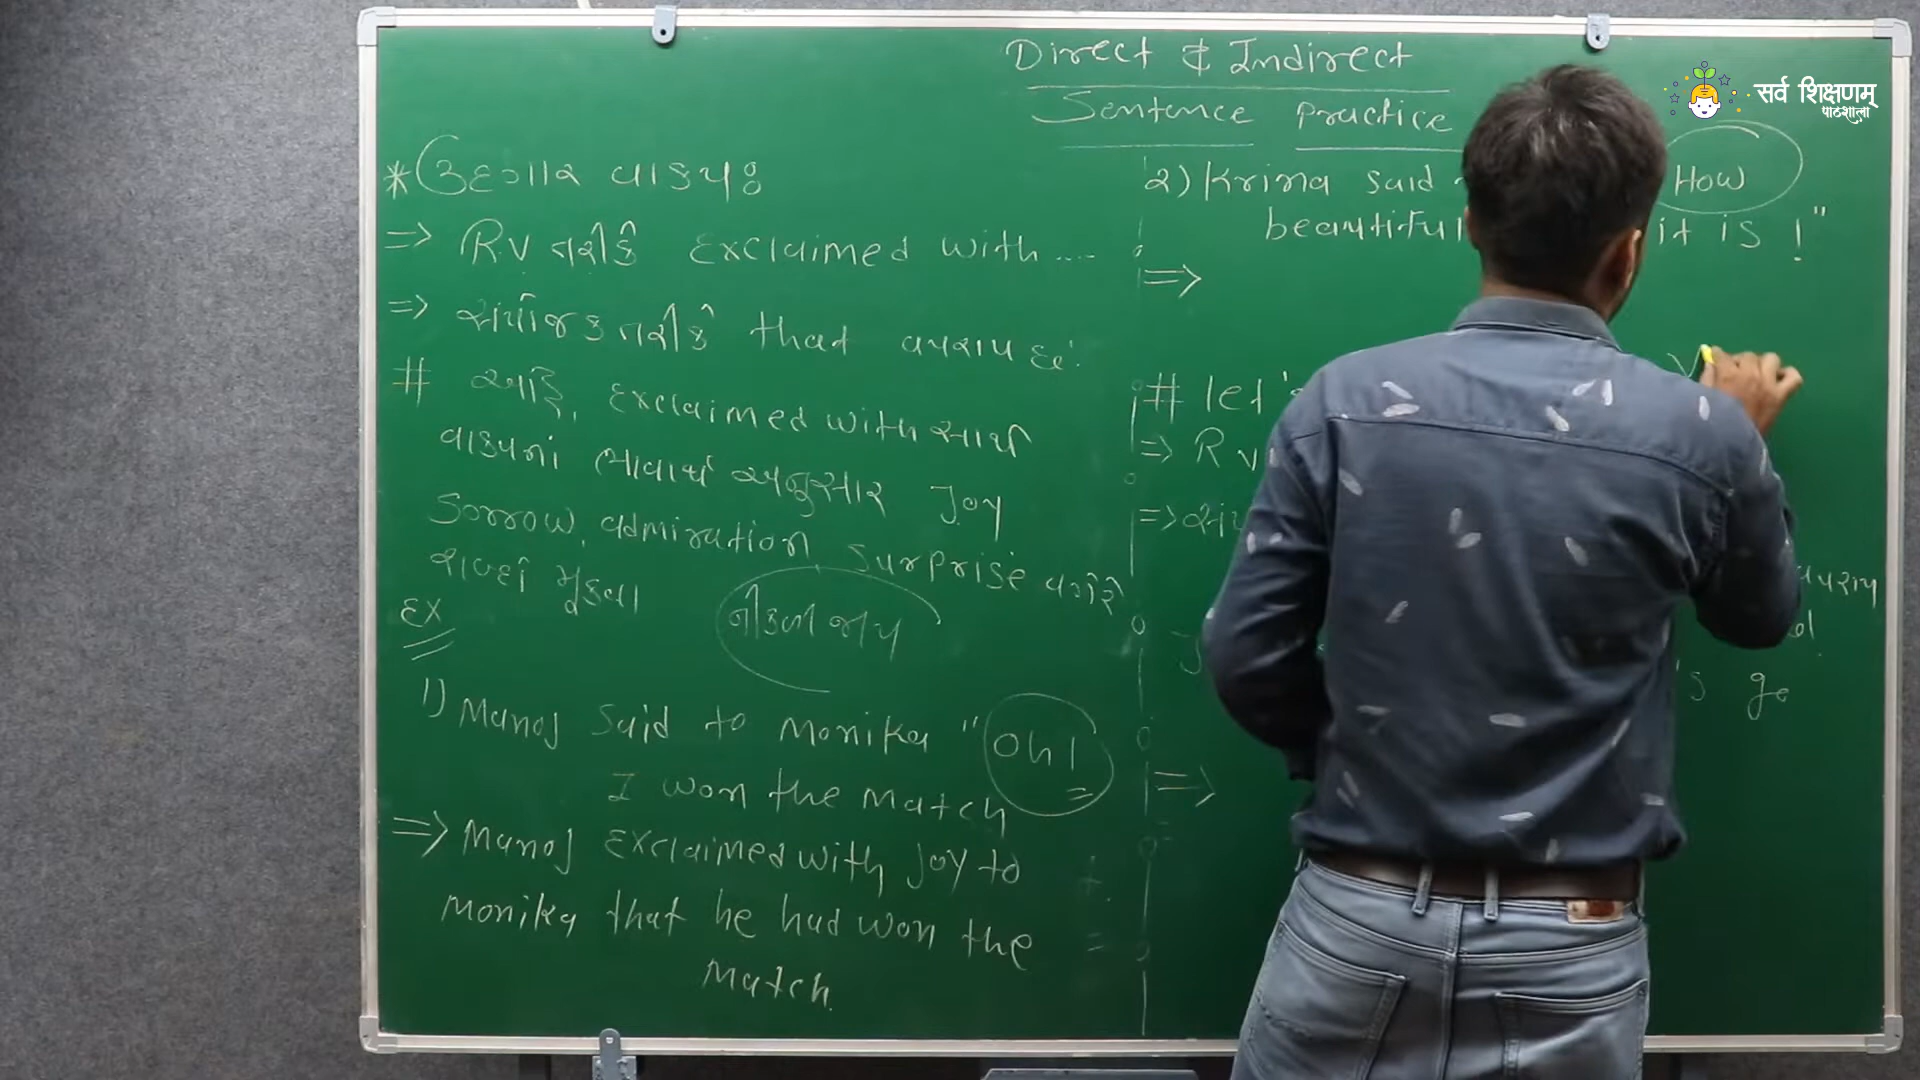 Direct & Indirect
Sentence Practice
सर्व शिक्षणम्
पाठशाला
* ઉદગાર વાક્ય:
=> R.V તરીકે Exclaimed with ....
=> સંયોજક તરીકે that વપરાય છે.
# અહિં, Exclaimed with સાથે
વાક્યનાં ભાવાર્થ અનુસાર Joy
Sorrow, admiration surprise વગેરે
શબ્દો મુકવા
નીકળી જાય
EX
1) Manoj said to Monika "Oh!
I won the match
=> Manoj Exclaimed with joy to
Monika that he had won the
Match.
2) Krina said How
beautiful it is !"
=>
# let's
=> R.V
વપરાય
's go
=>